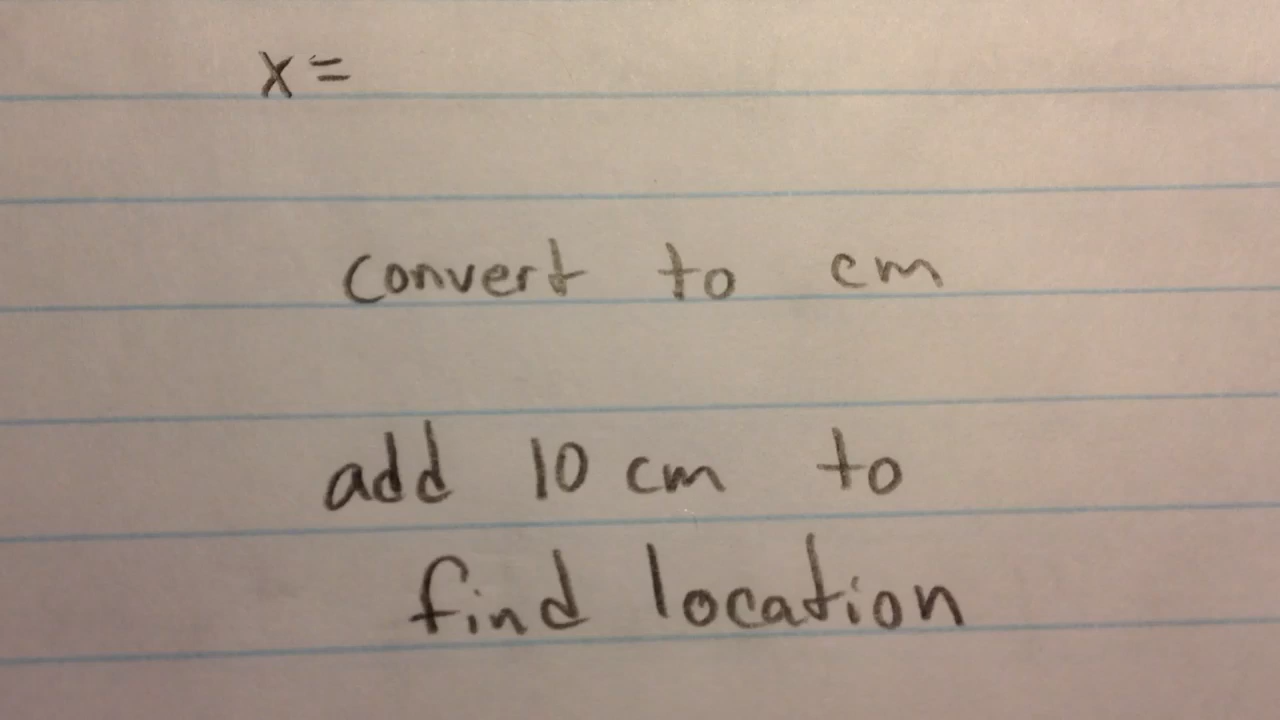 x=
convert to cm
add 10 cm to
find location